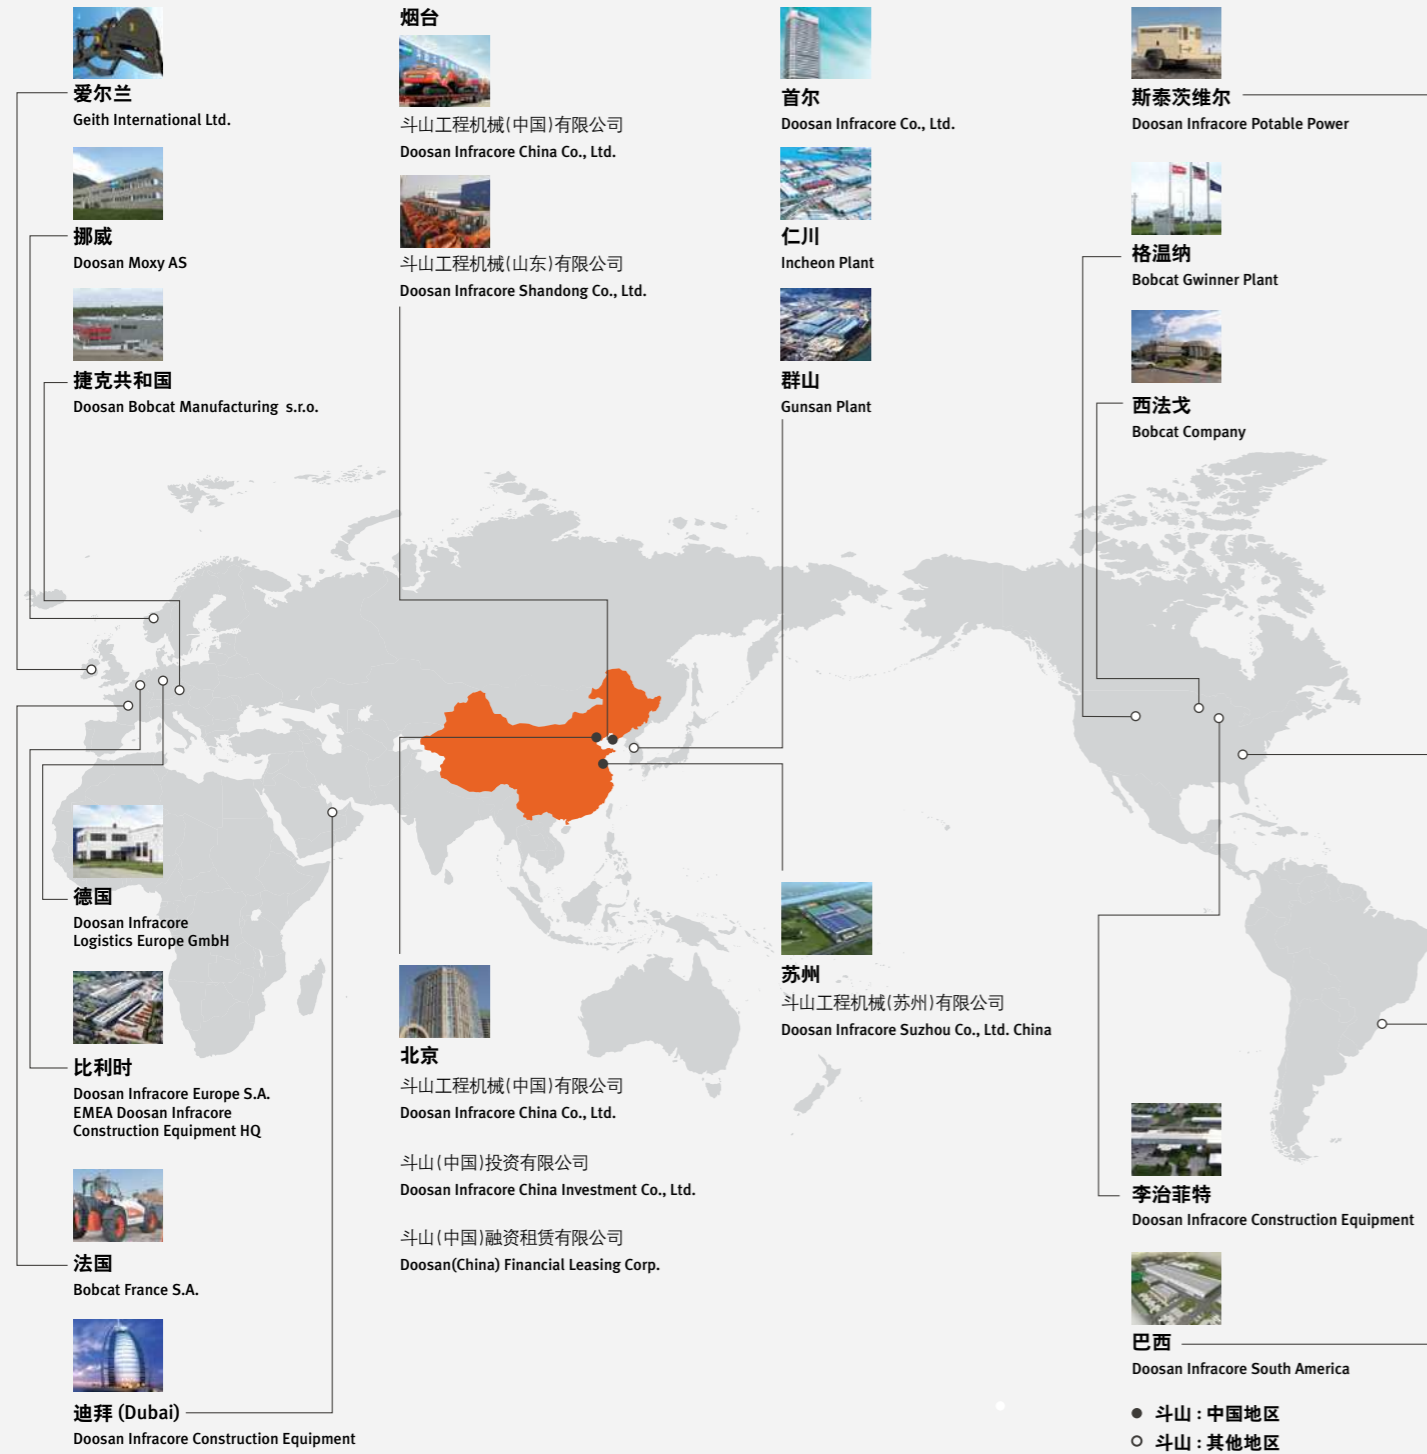 爱尔兰
Geith International Ltd.
挪威
Doosan Moxy AS
捷克共和国
Doosan Bobcat Manufacturing s.r.o.
德国
Doosan Infracore
Logistics Europe GmbH
比利时
Doosan Infracore Europe S.A.
EMEA Doosan Infracore
Construction Equipment HQ
法国
Bobcat France S.A.
迪拜 (Dubai)
Doosan Infracore Construction Equipment
烟台
斗山工程机械(中国)有限公司
Doosan Infracore China Co., Ltd.
斗山工程机械(山东)有限公司
Doosan Infracore Shandong Co., Ltd.
北京
斗山工程机械(中国)有限公司
Doosan Infracore China Co., Ltd.
斗山(中国)投资有限公司
Doosan Infracore China Investment Co., Ltd.
斗山(中国)融资租赁有限公司
Doosan(China) Financial Leasing Corp.
首尔
Doosan Infracore Co., Ltd.
仁川
Incheon Plant
群山
Gunsan Plant
苏州
斗山工程机械(苏州)有限公司
Doosan Infracore Suzhou Co., Ltd. China
斯泰茨维尔
Doosan Infracore Potable Power
格温纳
Bobcat Gwinner Plant
西法戈
Bobcat Company
李治菲特
Doosan Infracore Construction Equipment
巴西
Doosan Infracore South America
斗山 : 中国地区
斗山 : 其他地区